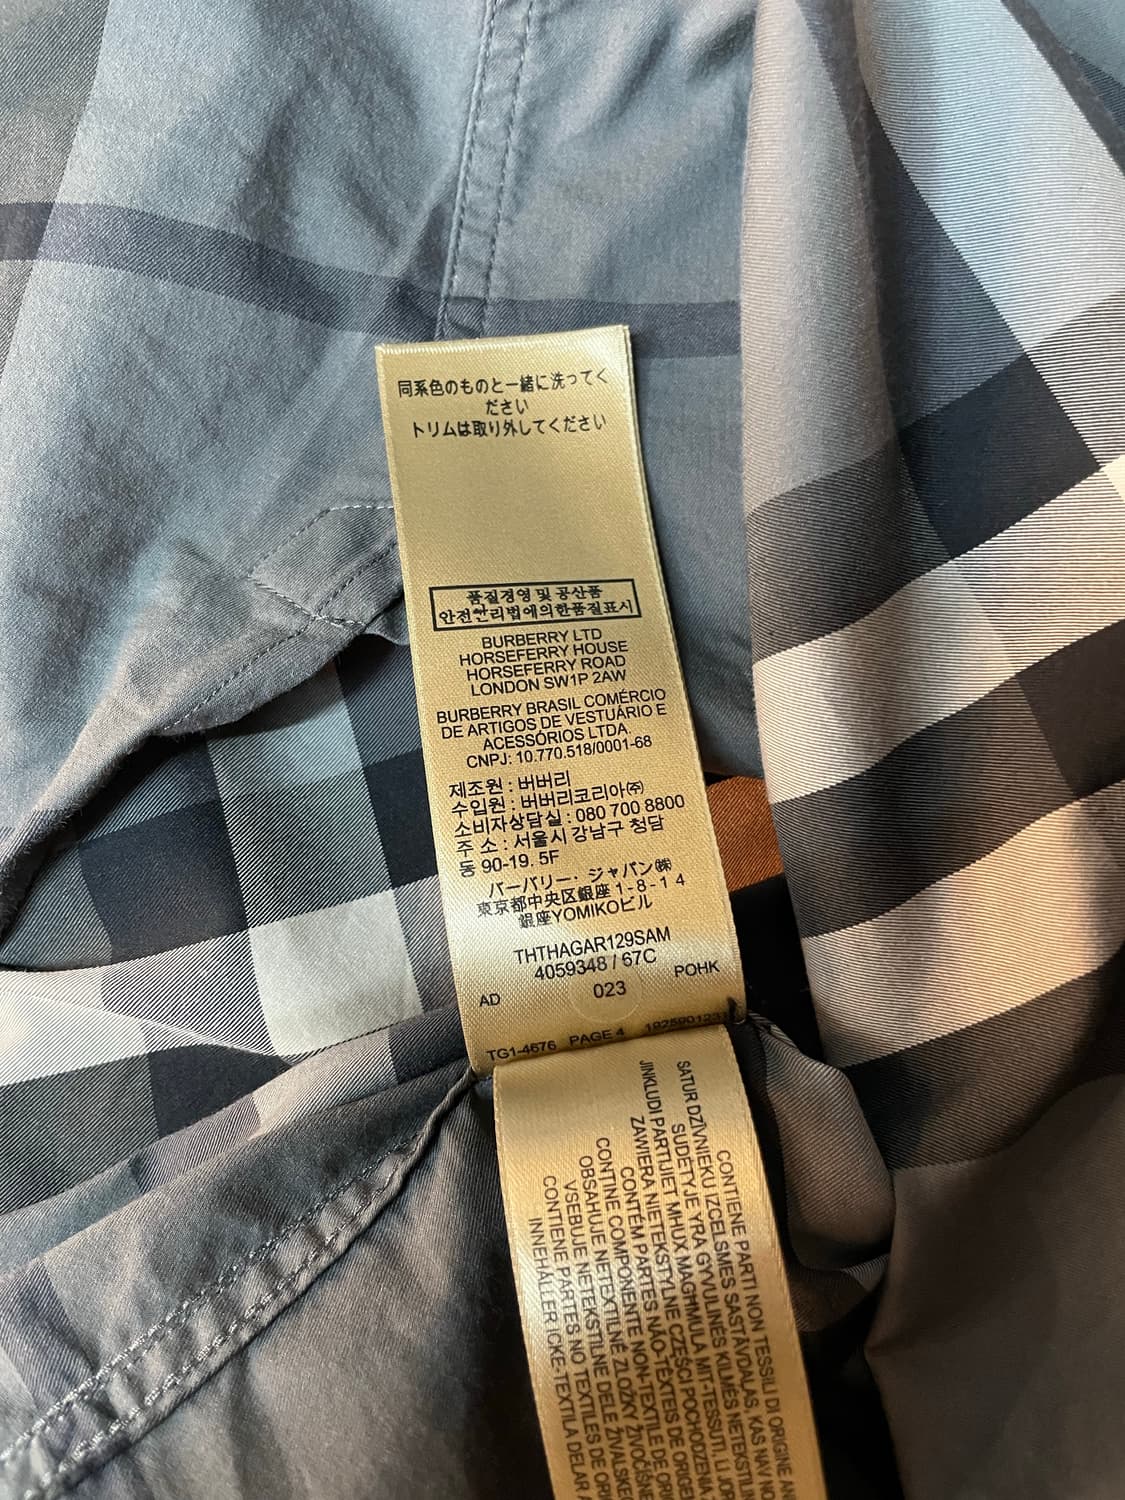 同系色のものと一緒に洗ってく
ださい
トリムは取り外してください
품질경영 및 공산품
안전관리법에의한품질표시
BURBERRY LTD
HORSEFERRY HOUSE
HORSEFERRY ROAD
LONDON SW1P 2AW
BURBERRY BRASIL COMÉRCIO
DE ARTIGOS DE VESTUÁRIO E
ACESSÓRIOS LTDA.
CNPJ: 10.770.518/0001-68
제조원 : 버버리
수입원 : 버버리코리아㈜
소비자상담실 : 080 700 8800
주 소 : 서울시 강남구 청담
동 90-19. 5F
バーバリー・ジャパン㈱
東京都中央区銀座1-8-14
銀座YOMIKOビル
THTHAGAR129SAM
4059348 / 67C
POHK
AD
023
TG1-4676 PAGE 4
CONTIENE PARTI NON TESSILI DI ORIGINE
SATUR DZĪVNIEKU IZCELSMES SASTĀVDAĻAS, KAS NAV
SUDĖTYJE YRA GYVULINĖS KILMĖS
JINKLUDI PARTIJIET MHUX MAGHMULA MIT-TESSUTI, LI
ZAWIERA NIETEKSTYLNE CZĘŚCI POCHODZENIA
CONTÉM PARTES NÃO-TÊXTEIS DE ORIGEM
CONTINE COMPONENTE NON-TEXTILE DE
OBSAHUJE NETEXTILNÉ ZLOŽKY
VSEBUJE NETEKSTILNE DELE
CONTIENE PARTES NO TEXTILES DE
INNEHÅLLER ICKE-TEXTILA DELAR